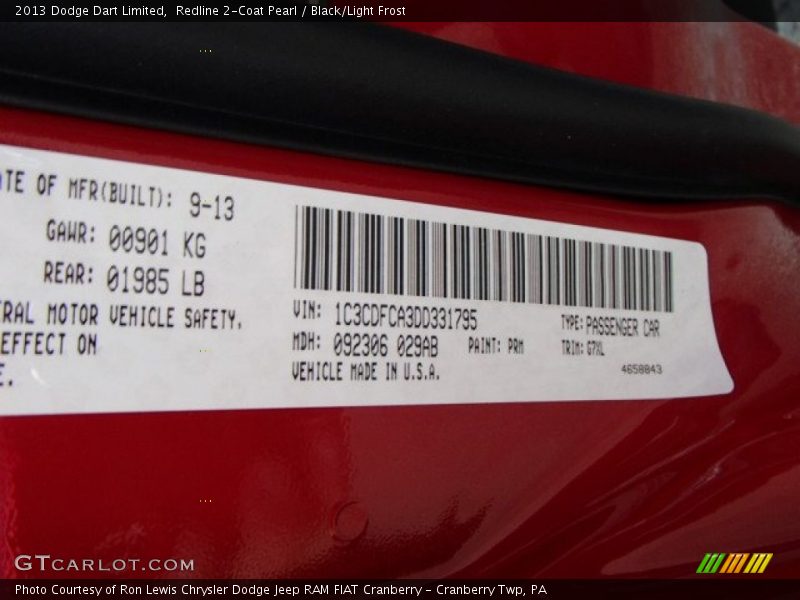 2013 Dodge Dart Limited, Redline 2-Coat Pearl / Black/Light Frost
ATE OF MFR(BUILT): 9-13
GAWR: 00901 KG
REAR: 01985 LB
ERAL MOTOR VEHICLE SAFETY,
EFFECT ON
E.
VIN: 1C3CDFCA3DD331795
TYPE: PASSENGER CAR
MDH: 092306 029AB
PAINT: PRM
TRIM: G7XL
VEHICLE MADE IN U.S.A.
4658843
GTCARLOT.COM
Photo Courtesy of Ron Lewis Chrysler Dodge Jeep RAM FIAT Cranberry - Cranberry Twp, PA